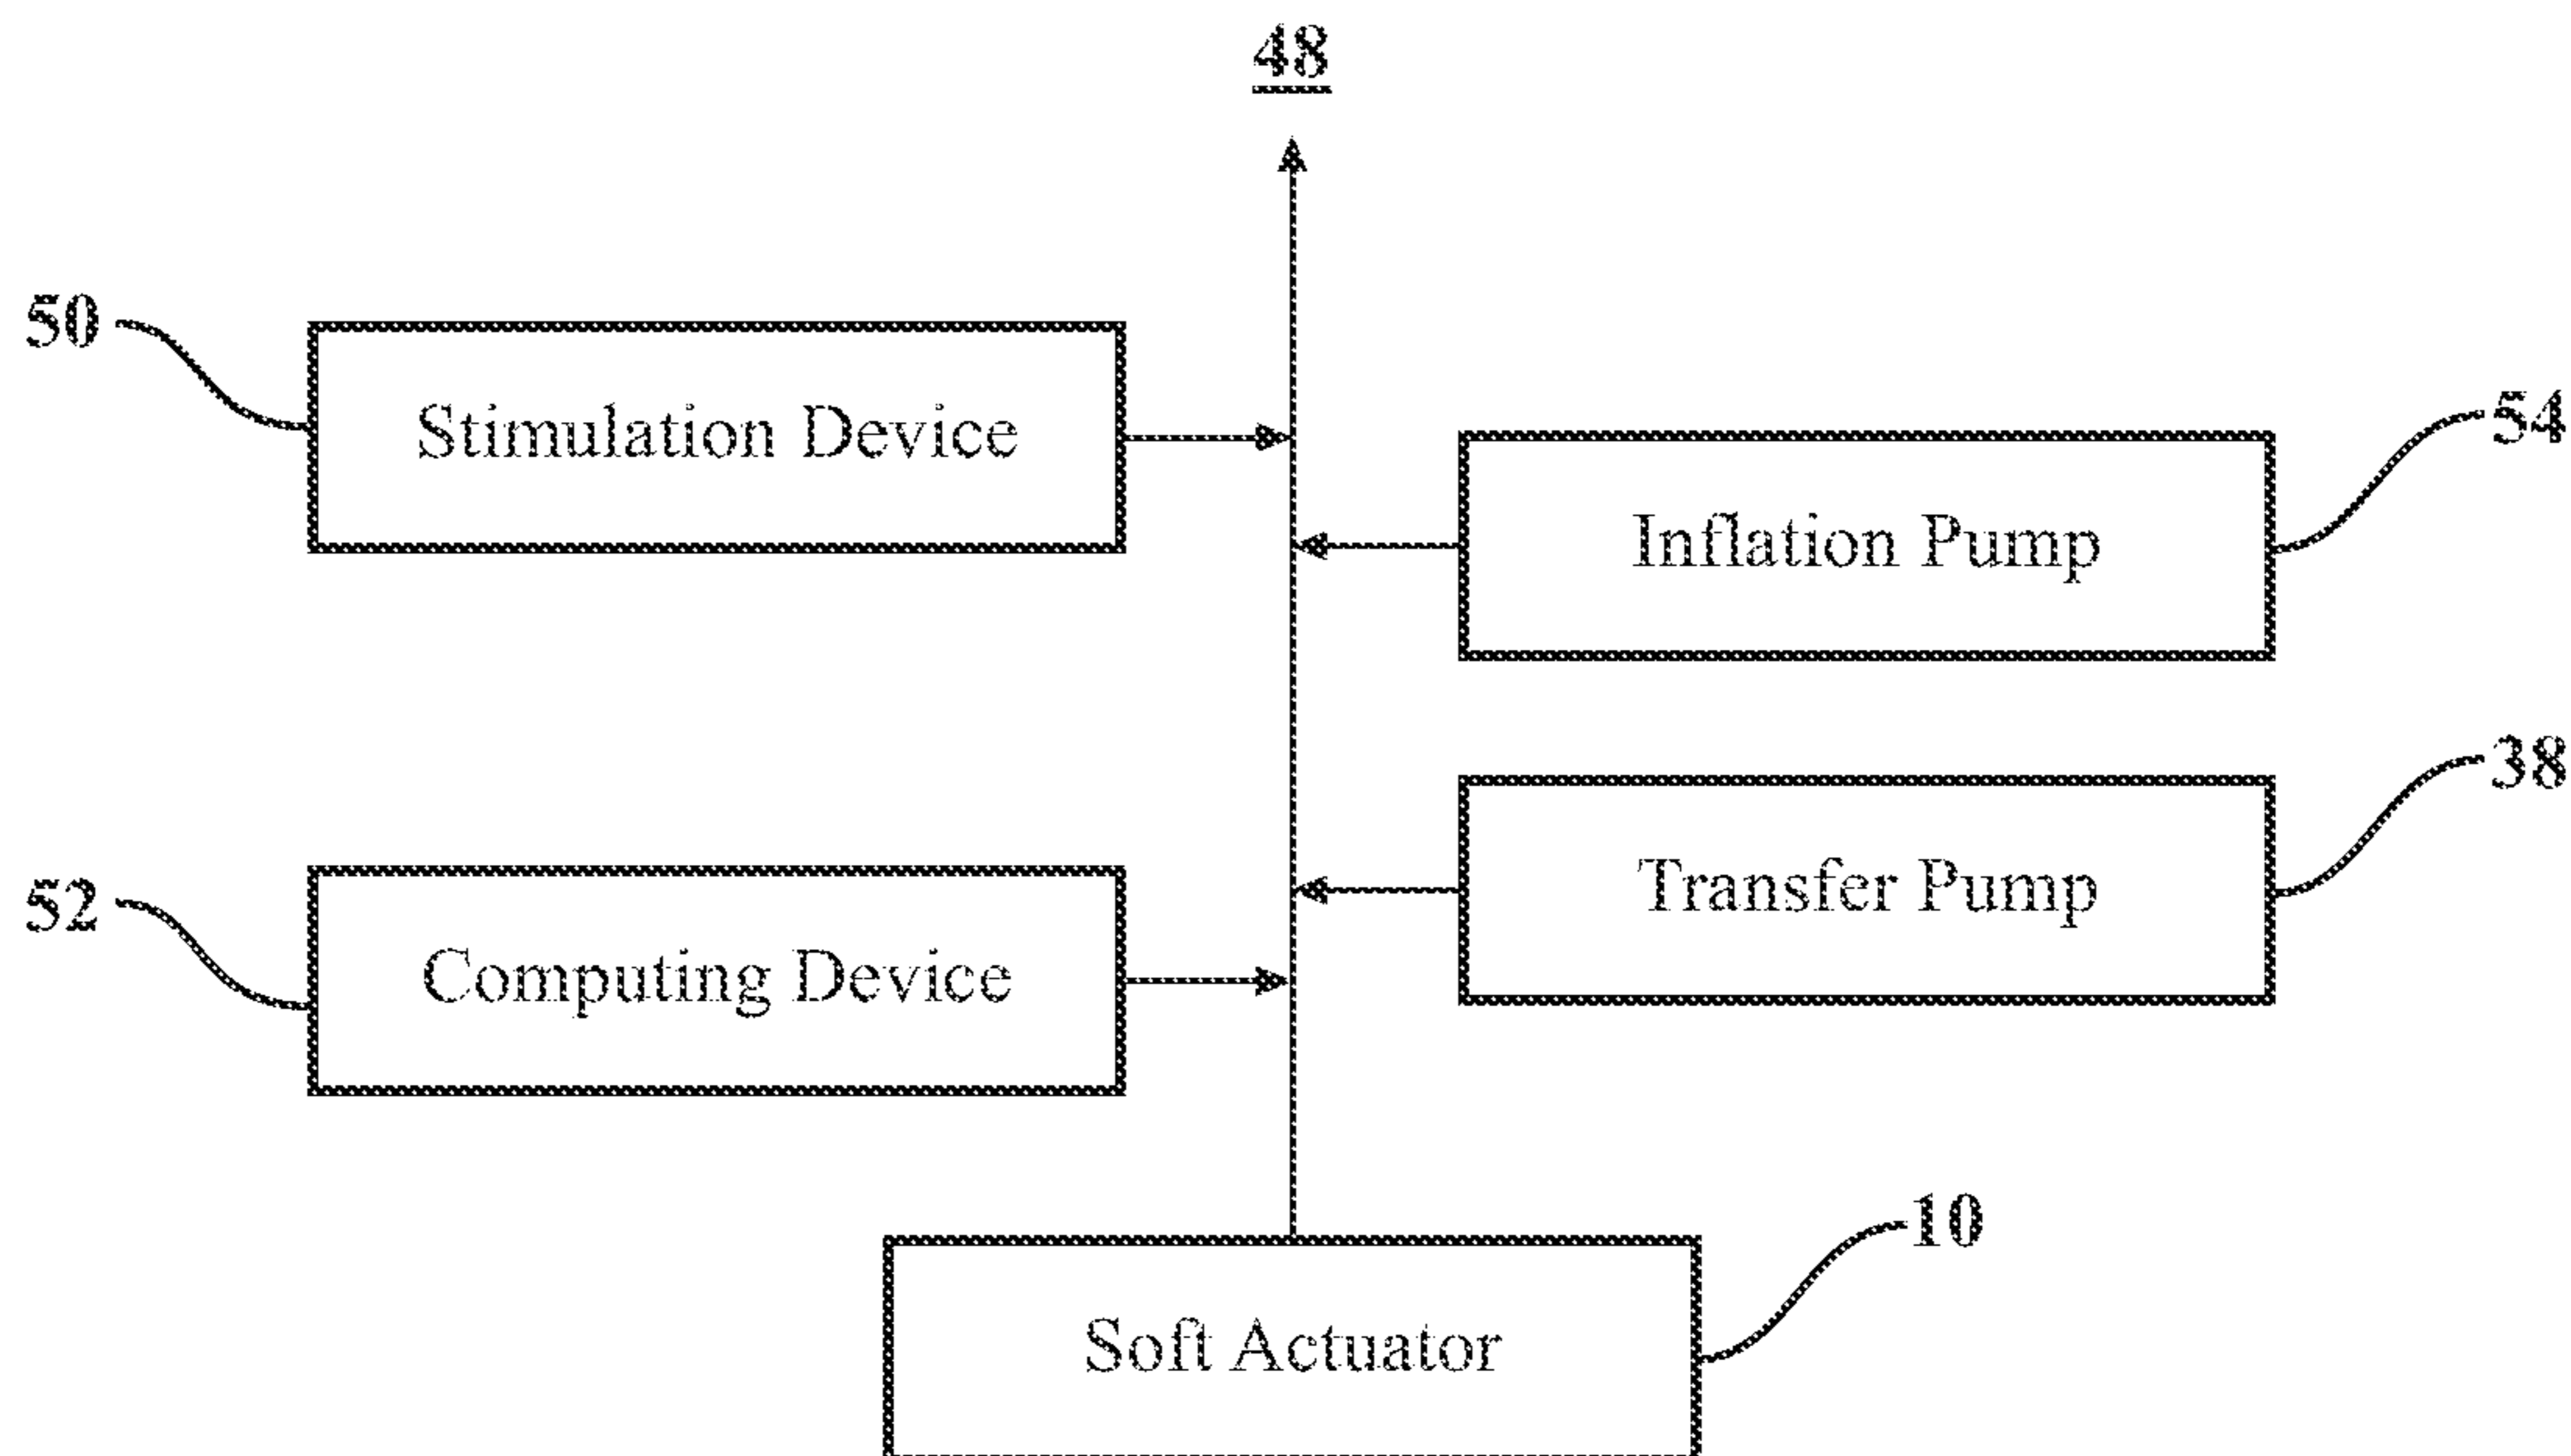 48
50
Stimulation Device
54
Inflation Pump
38
Transfer Pump
52
Computing Device
10
Soft Actuator